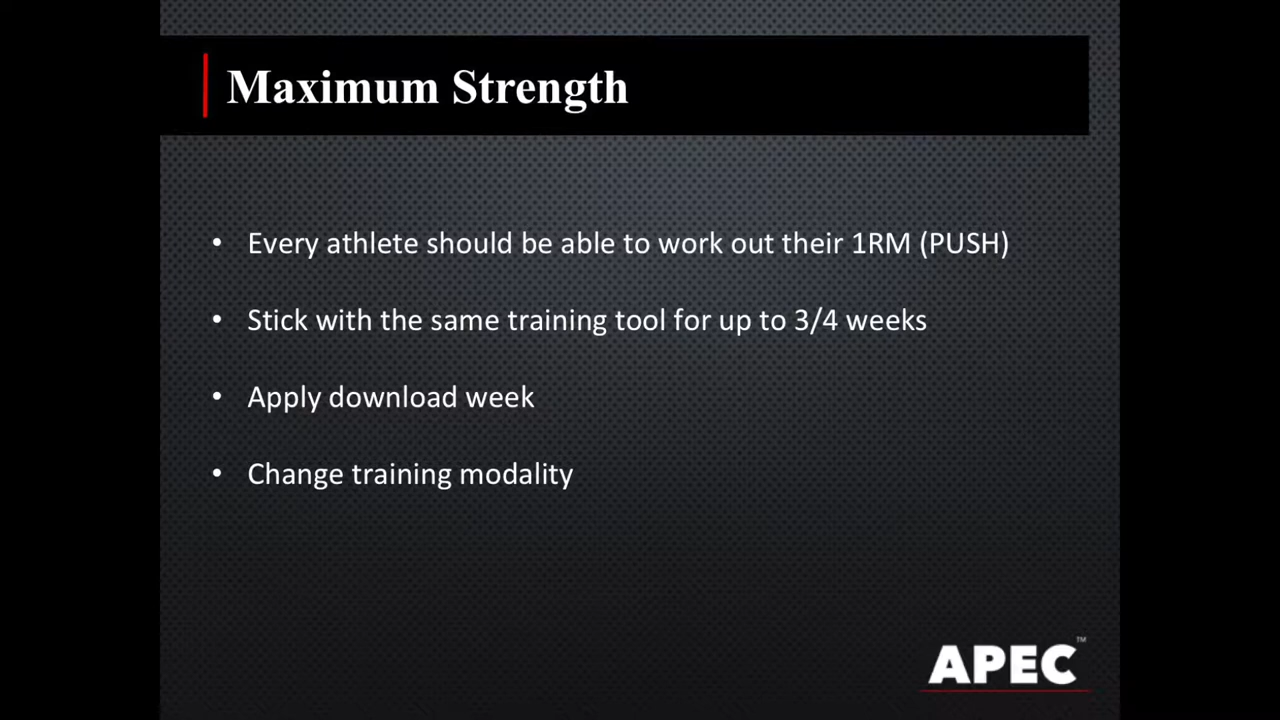 Maximum Strength
• Every athlete should be able to work out their 1RM (PUSH)
• Stick with the same training tool for up to 3/4 weeks
• Apply download week
• Change training modality
APEC™